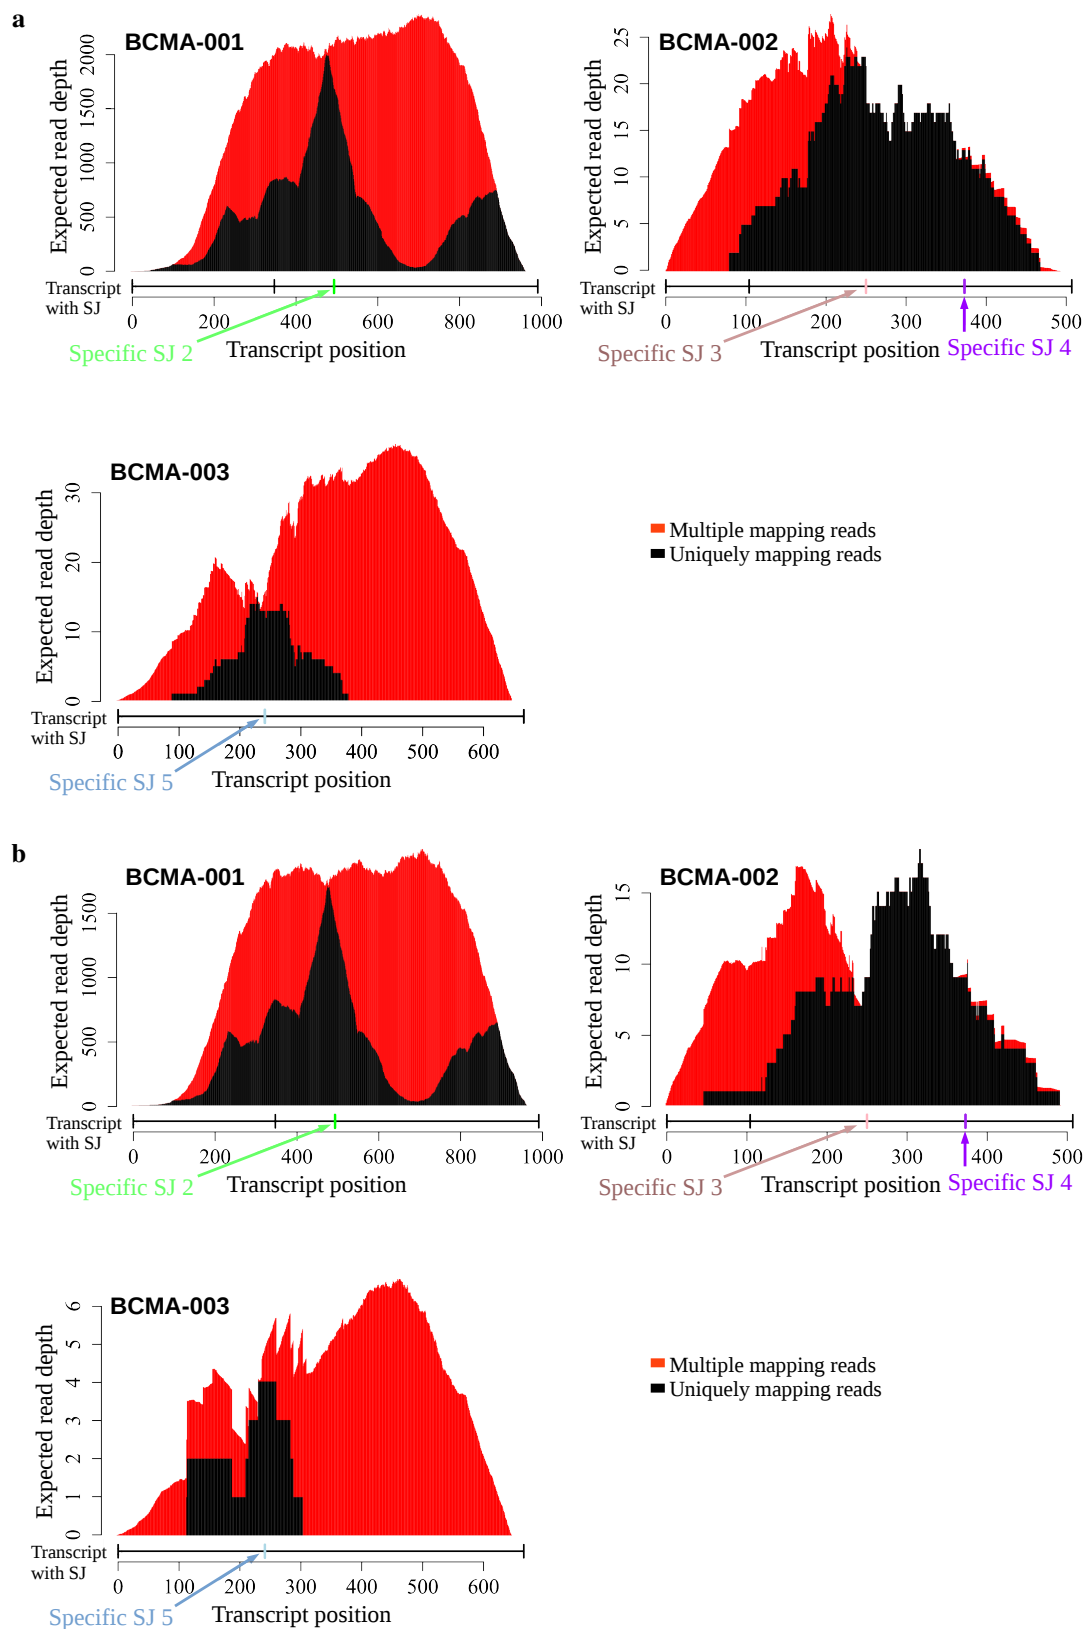 a
BCMA-001
Expected read depth
0 500 1000 1500 2000
Transcript
with SJ
0 200 400 600 800 1000
Specific SJ 2
Transcript position
BCMA-002
Expected read depth
0 5 10 15 20 25
Transcript
with SJ
0 100 200 300 400 500
Specific SJ 3
Transcript position
Specific SJ 4
BCMA-003
Expected read depth
0 10 20 30
Transcript
with SJ
0 100 200 300 400 500 600
Specific SJ 5
Transcript position
Multiple mapping reads
Uniquely mapping reads
b
BCMA-001
Expected read depth
0 500 1000 1500
Transcript
with SJ
0 200 400 600 800 1000
Specific SJ 2
Transcript position
BCMA-002
Expected read depth
0 5 10 15
Transcript
with SJ
0 100 200 300 400 500
Specific SJ 3
Transcript position
Specific SJ 4
BCMA-003
Expected read depth
0 1 2 3 4 5 6
Transcript
with SJ
0 100 200 300 400 500 600
Specific SJ 5
Transcript position
Multiple mapping reads
Uniquely mapping reads